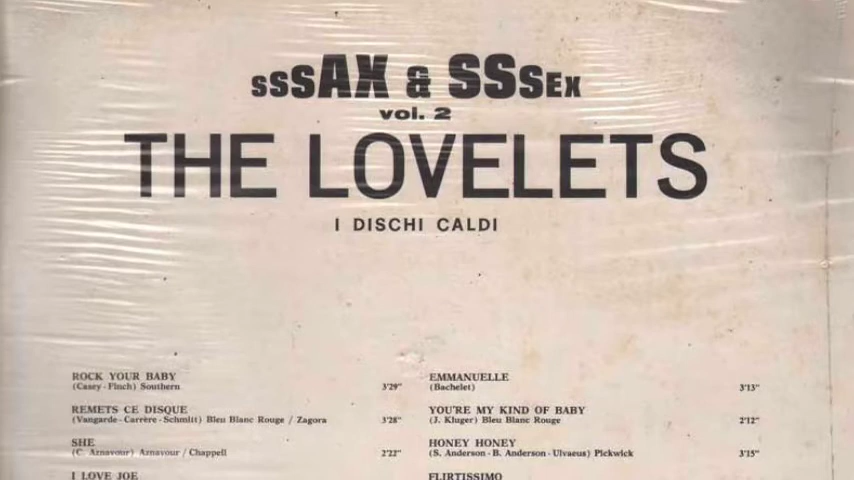 sssAX & SSsEx
vol. 2
THE LOVELETS
I DISCHI CALDI
ROCK YOUR BABY
(Casey - Finch) Southern 3'29"
REMETS CE DISQUE
(Vangarde - Carrère - Schmitt) Bleu Blanc Rouge / Zagora 3'28"
SHE
(C. Aznavour) Aznavour / Chappell 2'22"
I LOVE JOE
EMMANUELLE
(Bachelet) 3'13"
YOU'RE MY KIND OF BABY
(J. Kluger) Bleu Blanc Rouge 2'12"
HONEY HONEY
(S. Anderson - B. Anderson - Ulvaeus) Pickwick 3'15"
FLIRTISSIMO